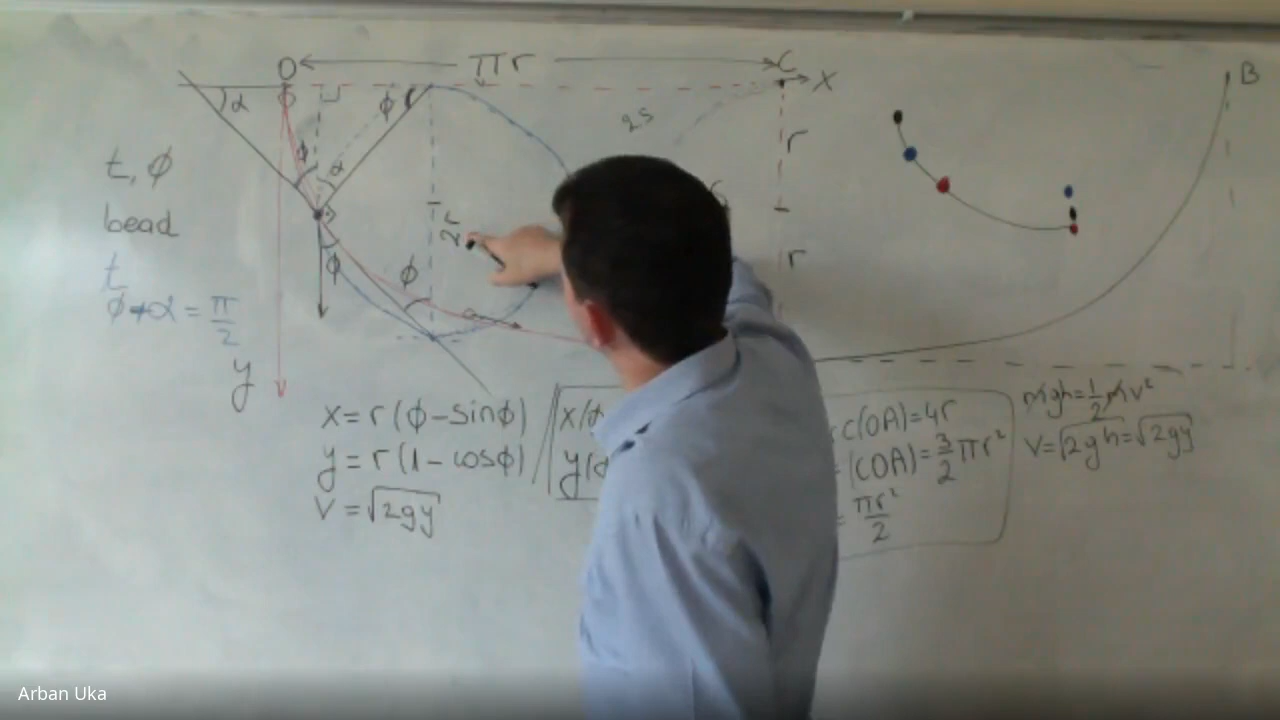 O πr C
x
B
α ϕ
2s
r
ϕ α
t, ϕ
bead
t
ϕ+α = π/2
y
2r
r
ϕ ϕ
x = r(ϕ-sinϕ)
y = r(1-cosϕ)
v = √2gy
x/
y/
c(OA)=4r
(COA)=3/2 πr²
= πr²/2
mgh=1/2 mv²
v=√2gh=√2gy
Arban Uka